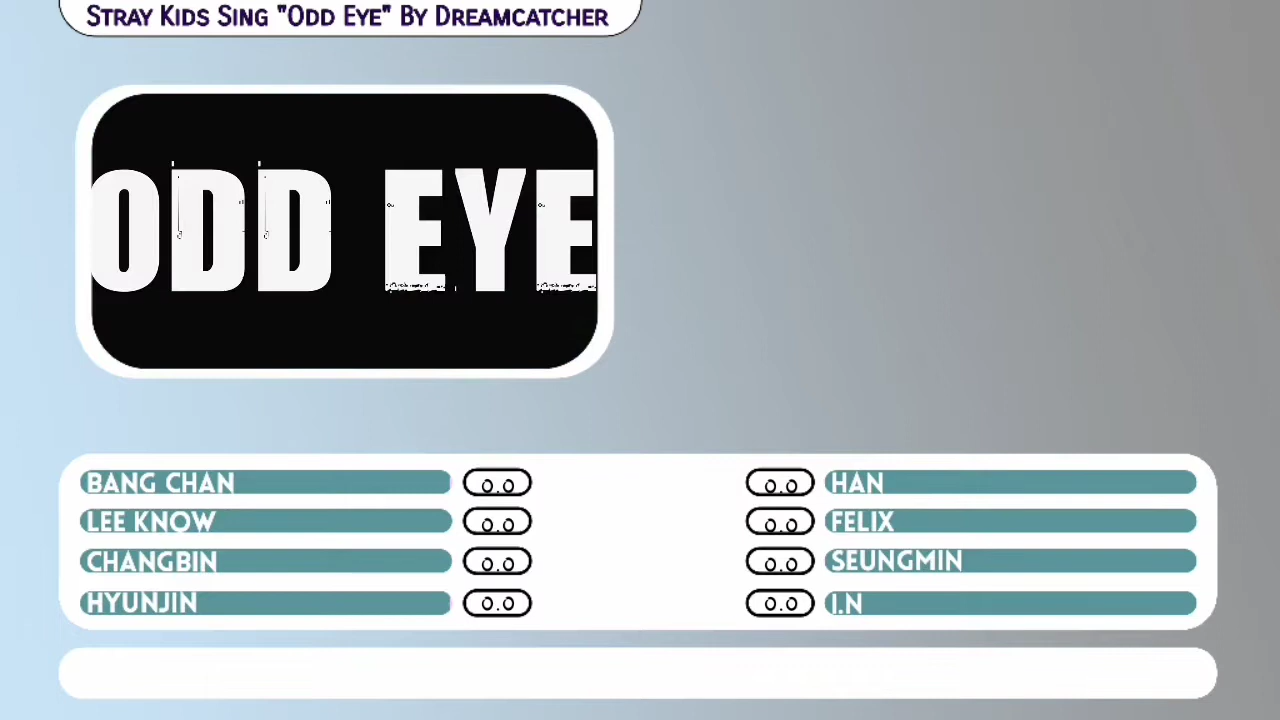 Stray Kids Sing "Odd Eye" By Dreamcatcher
ODD EYE
BANG CHAN 0.0
LEE KNOW 0.0
CHANGBIN 0.0
HYUNJIN 0.0
0.0 HAN
0.0 FELIX
0.0 SEUNGMIN
0.0 I.N